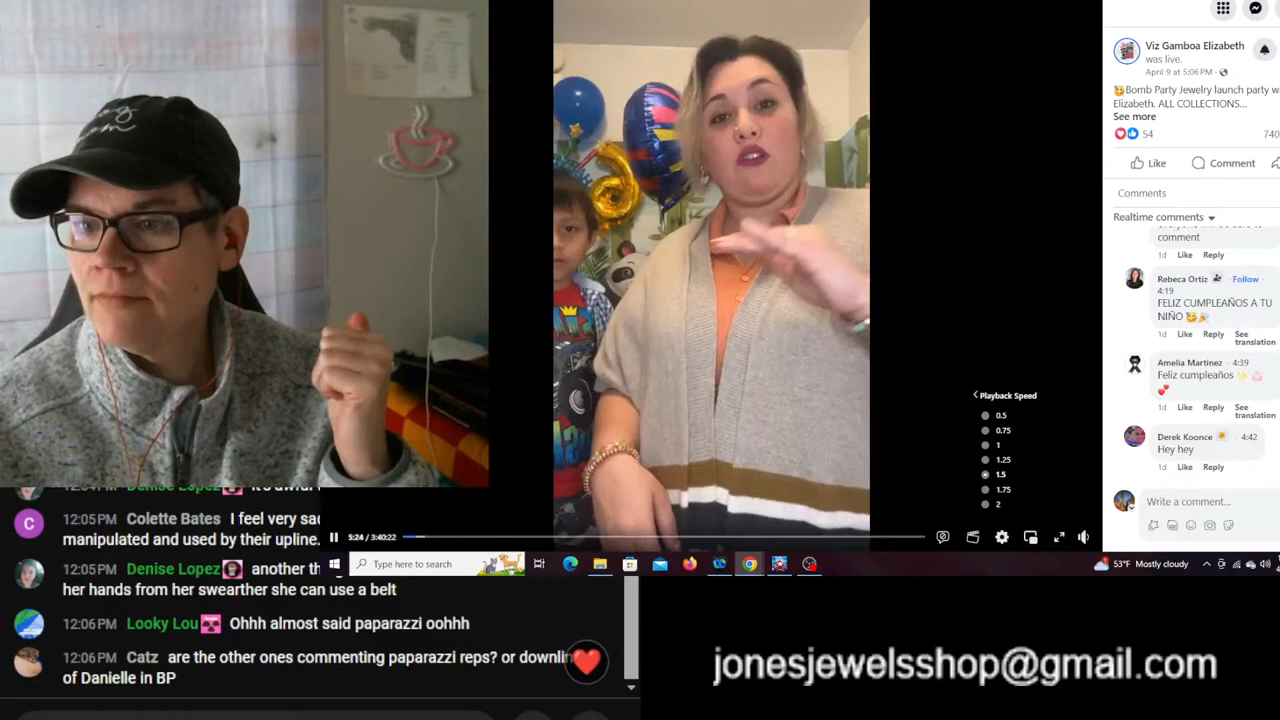 Viz Gamboa Elizabeth
was live.
April 9 at 5:06 PM
🥰Bomb Party Jewelry launch party w
Elizabeth. ALL COLLECTIONS...
See more
54
740
Like
Comment
Comments
Realtime comments
comment
1d Like Reply
Rebeca Ortiz · Follow ·
4:19
FELIZ CUMPLEAÑOS A TU
NIÑO 🥰🎉
1d Like Reply See
translation
Amelia Martinez · 4:39
Feliz cumpleaños ✨🎂
💕
1d Like Reply See
translation
Derek Koonce · 4:42
Hey hey
1d Like Reply
Write a comment...
Playback Speed
0.5
0.75
1
1.25
1.5
1.75
2
5:24 / 3:40:22
Type here to search
53°F Mostly cloudy
Denise Lopez
12:05PM Colette Bates I feel very sad
manipulated and used by their upline.
12:05PM Denise Lopez another th
her hands from her swearther she can use a belt
12:06PM Looky Lou Ohhh almost said paparazzi oohhh
12:06PM Catz are the other ones commenting paparazzi reps? or downlin
of Danielle in BP
jonesjewelsshop@gmail.com